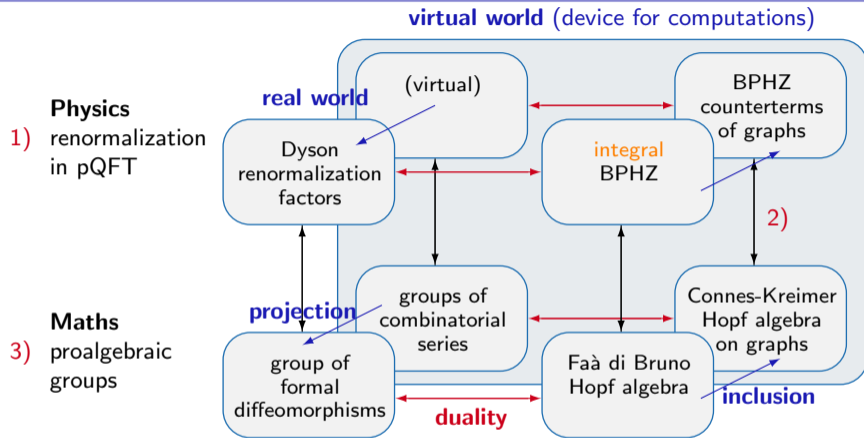 virtual world (device for computations)
real world
(virtual)
BPHZ
counterterms
of graphs
1)
Physics
renormalization
in pQFT
Dyson
renormalization
factors
integral
BPHZ
2)
projection
groups of
combinatorial
series
Connes-Kreimer
Hopf algebra
on graphs
3)
Maths
proalgebraic
groups
group of
formal
diffeomorphisms
duality
Faà di Bruno
Hopf algebra
inclusion